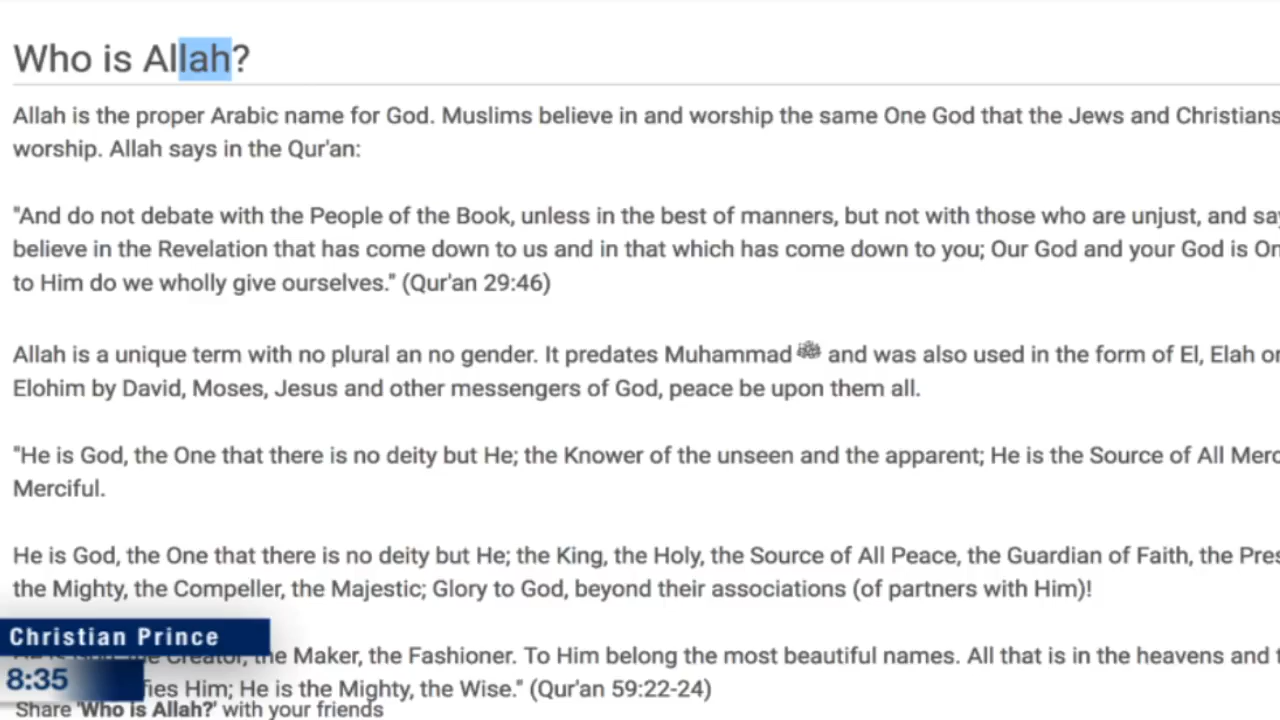 Who is Allah?
Allah is the proper Arabic name for God. Muslims believe in and worship the same One God that the Jews and Christians
worship. Allah says in the Qur'an:
"And do not debate with the People of the Book, unless in the best of manners, but not with those who are unjust, and say
believe in the Revelation that has come down to us and in that which has come down to you; Our God and your God is On
to Him do we wholly give ourselves." (Qur'an 29:46)
Allah is a unique term with no plural an no gender. It predates Muhammad ﷺ and was also used in the form of El, Elah or
Elohim by David, Moses, Jesus and other messengers of God, peace be upon them all.
"He is God, the One that there is no deity but He; the Knower of the unseen and the apparent; He is the Source of All Merc
Merciful.
He is God, the One that there is no deity but He; the King, the Holy, the Source of All Peace, the Guardian of Faith, the Pres
the Mighty, the Compeller, the Majestic; Glory to God, beyond their associations (of partners with Him)!
Christian Prince
the Creator, the Maker, the Fashioner. To Him belong the most beautiful names. All that is in the heavens and t
8:35
fies Him; He is the Mighty, the Wise." (Qur'an 59:22-24)
Share 'Who is Allah?' with your friends